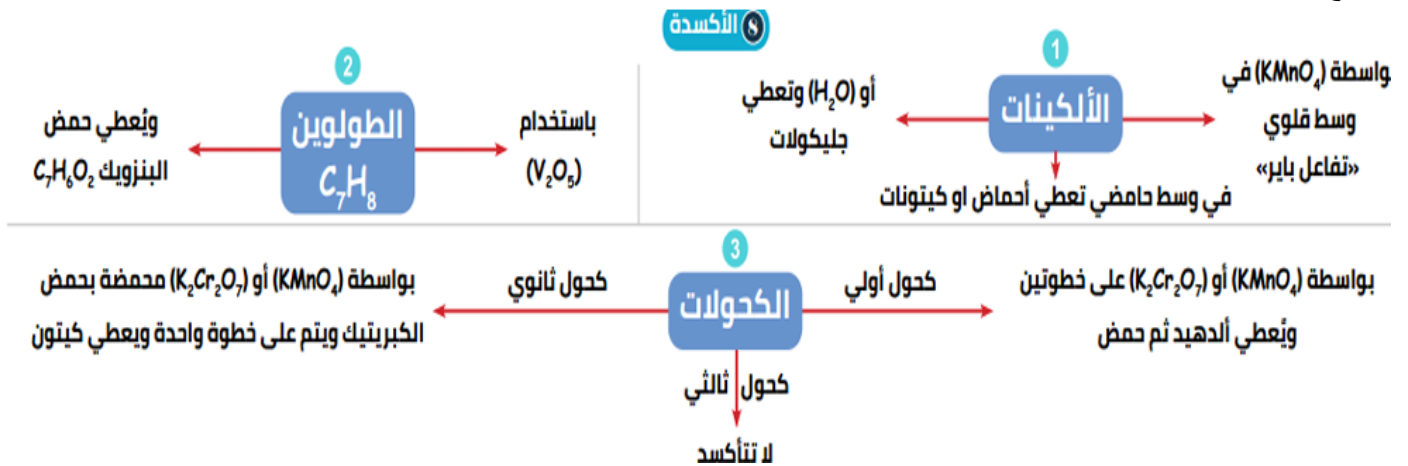 8 الأكسدة
1
الألكينات
بواسطة (KMnO₄) في
وسط قلوي
«تفاعل باير»
أو (H₂O) وتعطي
جليكولات
في وسط حامضي تعطي أحماض او كيتونات
2
الطولوين
C₇H₈
باستخدام
(V₂O₅)
ويُعطي حمض
البنزويك C₇H₆O₂
3
الكحولات
كحول أولي
بواسطة (KMnO₄) أو (K₂Cr₂O₇) على خطوتين
ويُعطي ألدهيد ثم حمض
كحول ثانوي
بواسطة (KMnO₄) أو (K₂Cr₂O₇) محمضة بحمض
الكبريتيك ويتم على خطوة واحدة ويعطي كيتون
كحول ثالثي
لا تتأكسد